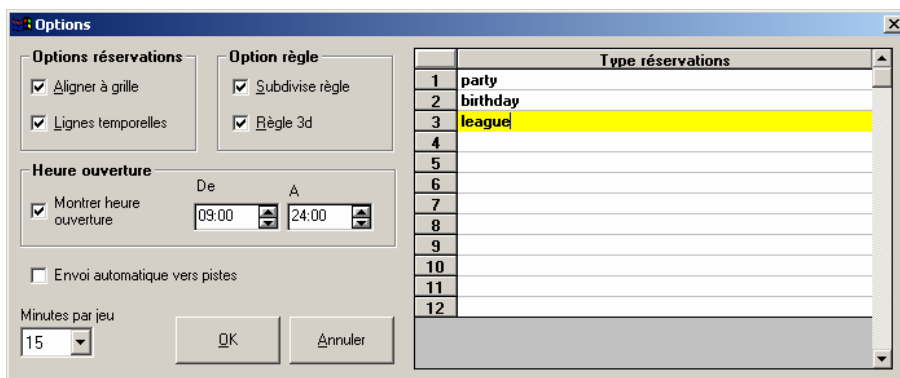 Options
Options réservations
Aligner à grille
Lignes temporelles
Option règle
Subdivise règle
Règle 3d
Heure ouverture
Montrer heure
ouverture
De
A
09:00
24:00
Envoi automatique vers pistes
Minutes par jeu
15
OK
Annuler
Type réservations
1 party
2 birthday
3 league
4
5
6
7
8
9
10
11
12